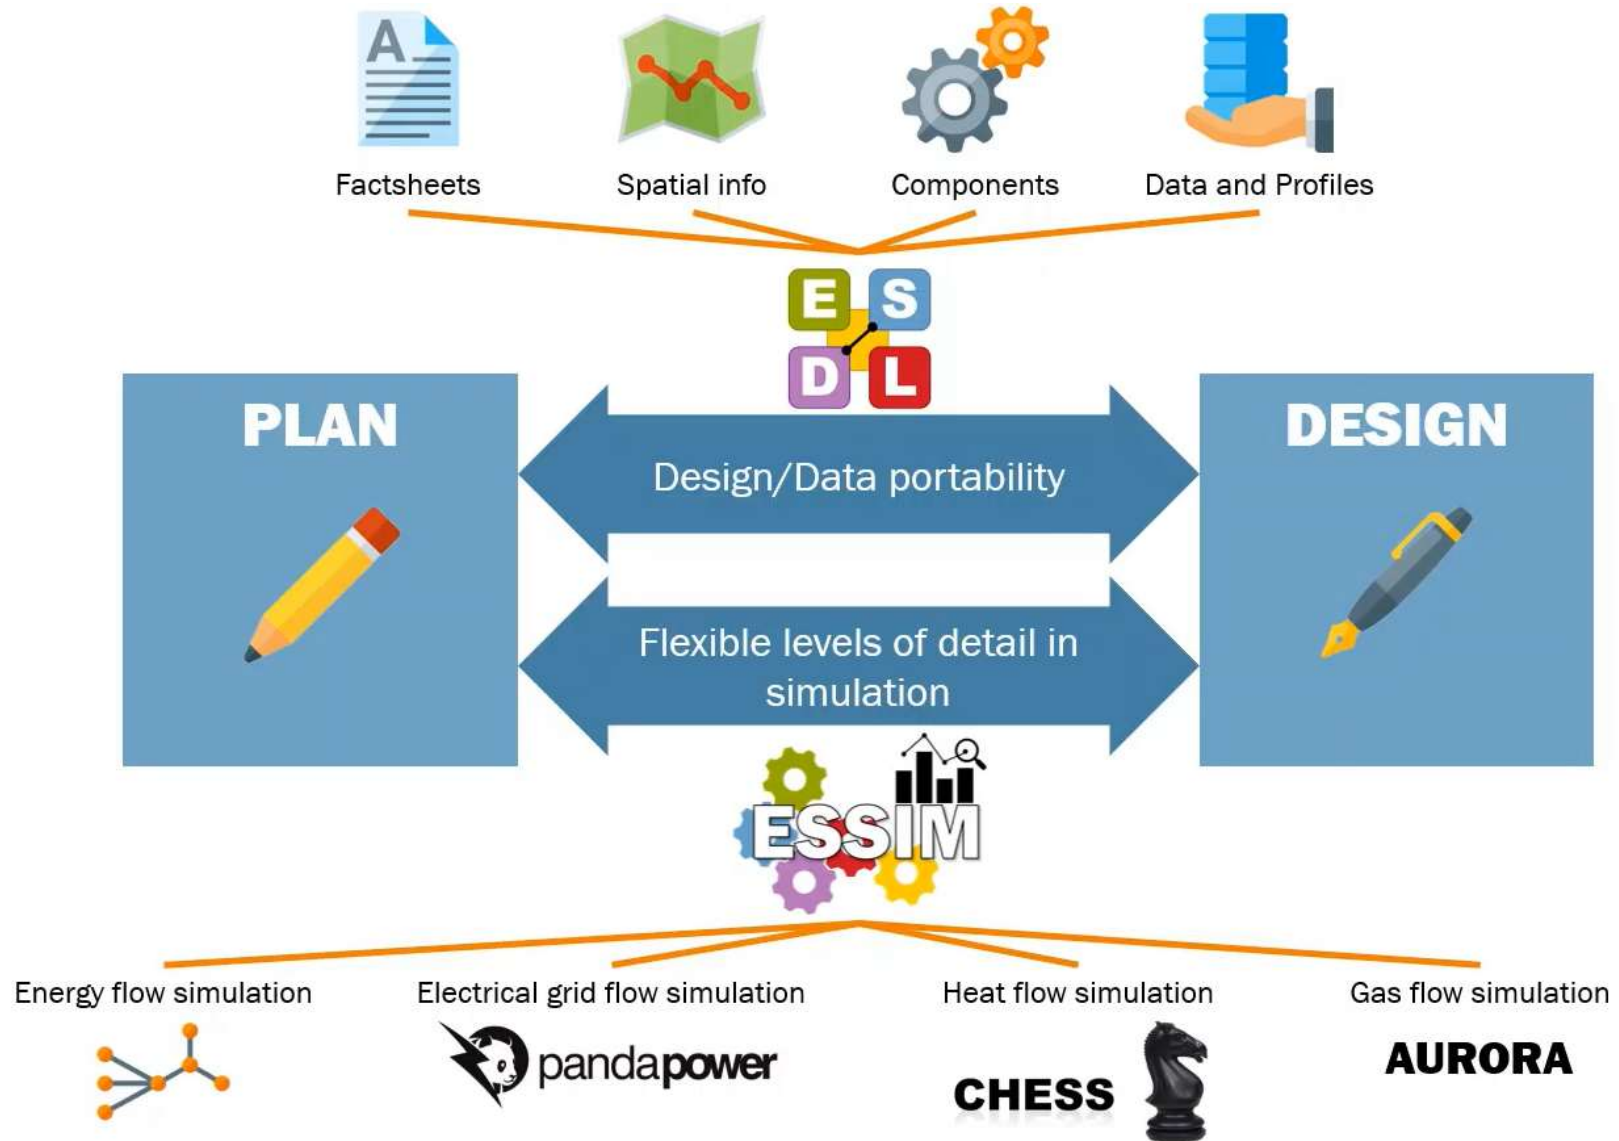 A
Factsheets
Spatial info
Components
Data and Profiles
E S
D L
PLAN
DESIGN
Design/Data portability
Flexible levels of detail in
simulation
ESSIM
Energy flow simulation
Electrical grid flow simulation
Heat flow simulation
Gas flow simulation
pandapower
CHESS
AURORA